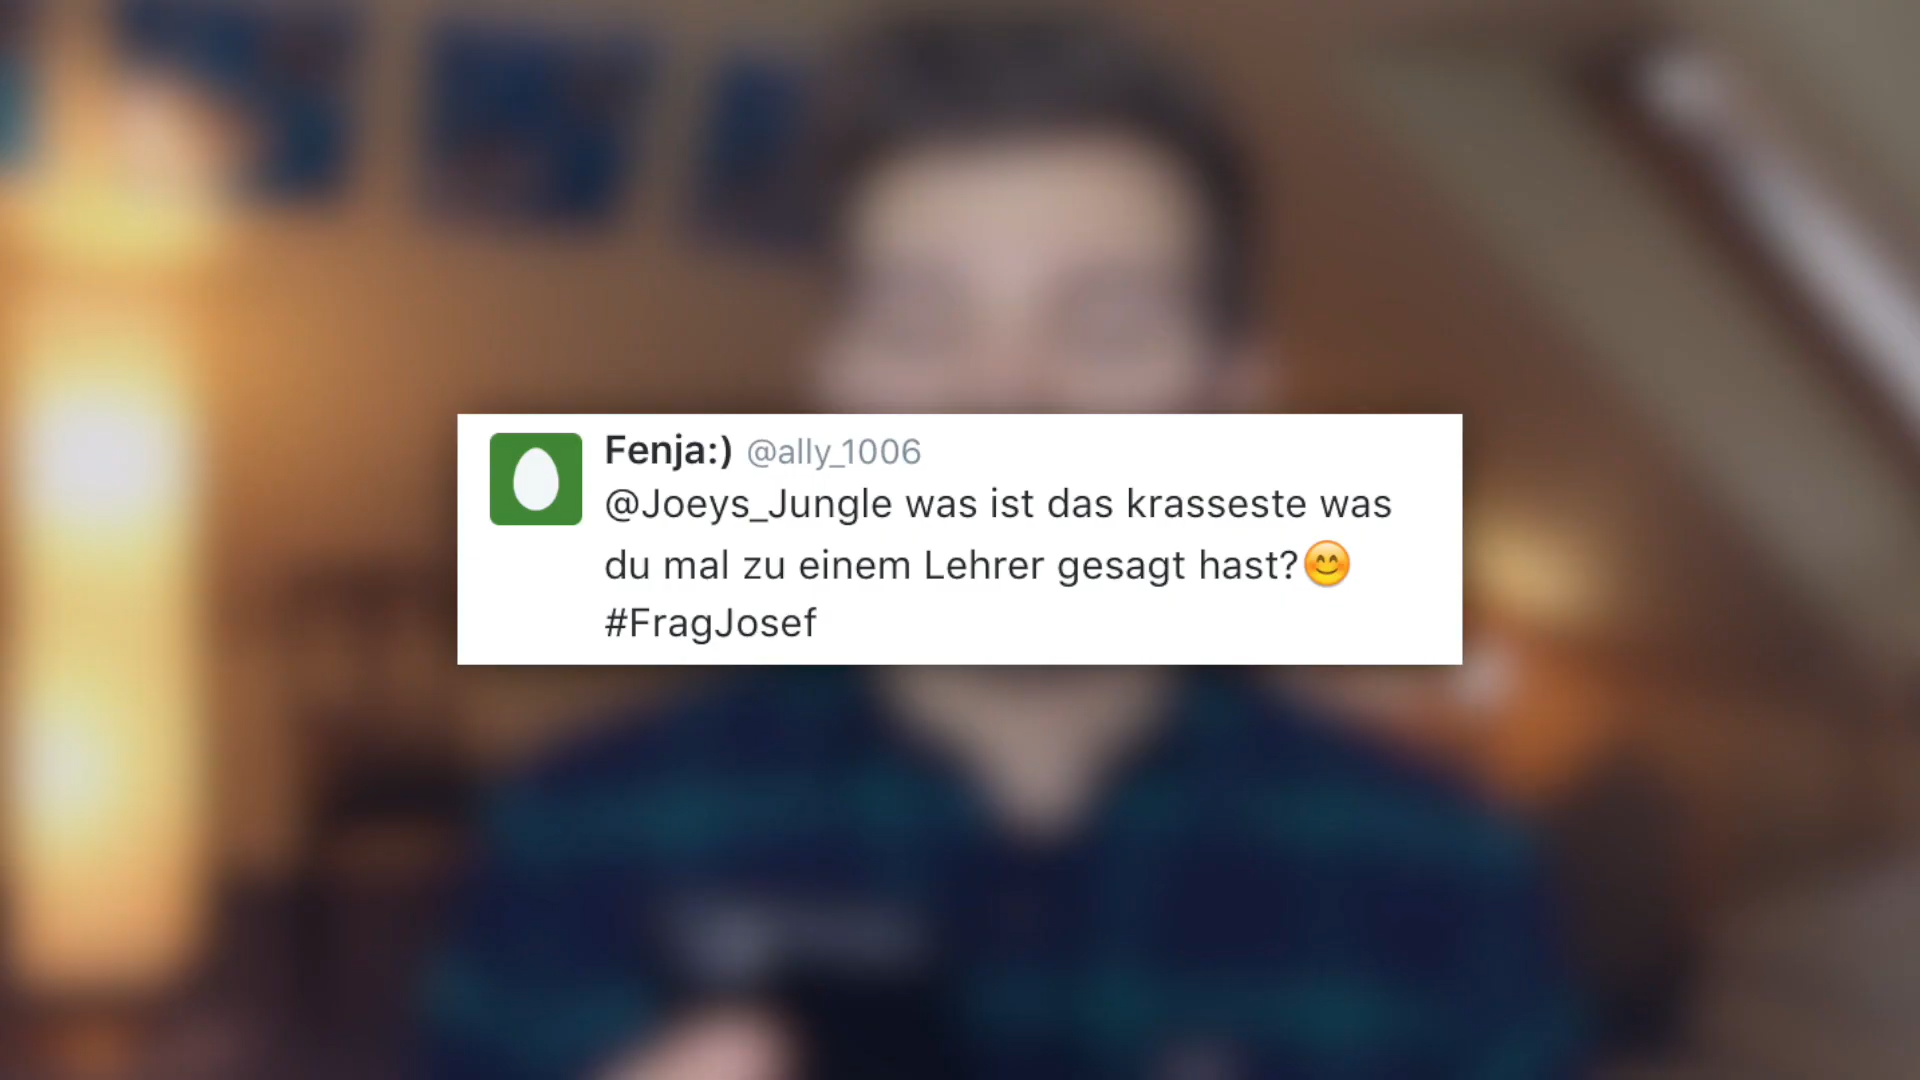 Fenja:) @ally_1006
@Joeys_Jungle was ist das krasseste was
du mal zu einem Lehrer gesagt hast?😊
#FragJosef